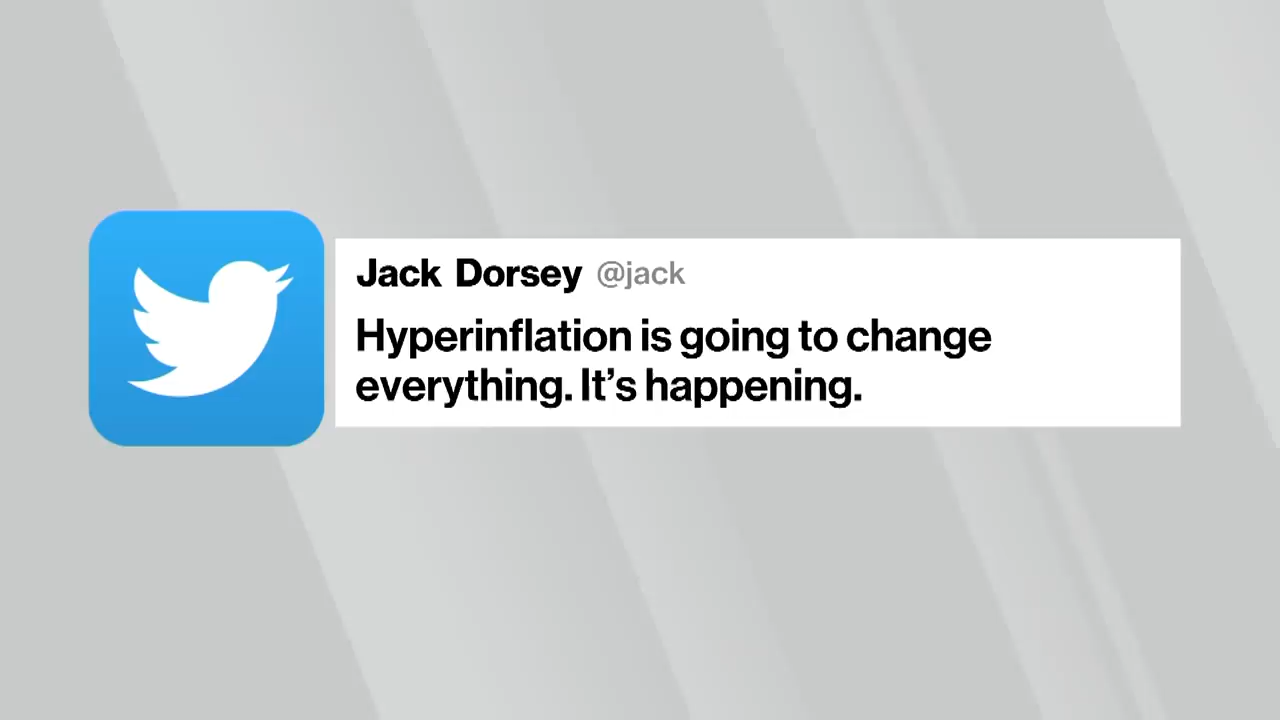 Jack Dorsey @jack
Hyperinflation is going to change
everything. It’s happening.